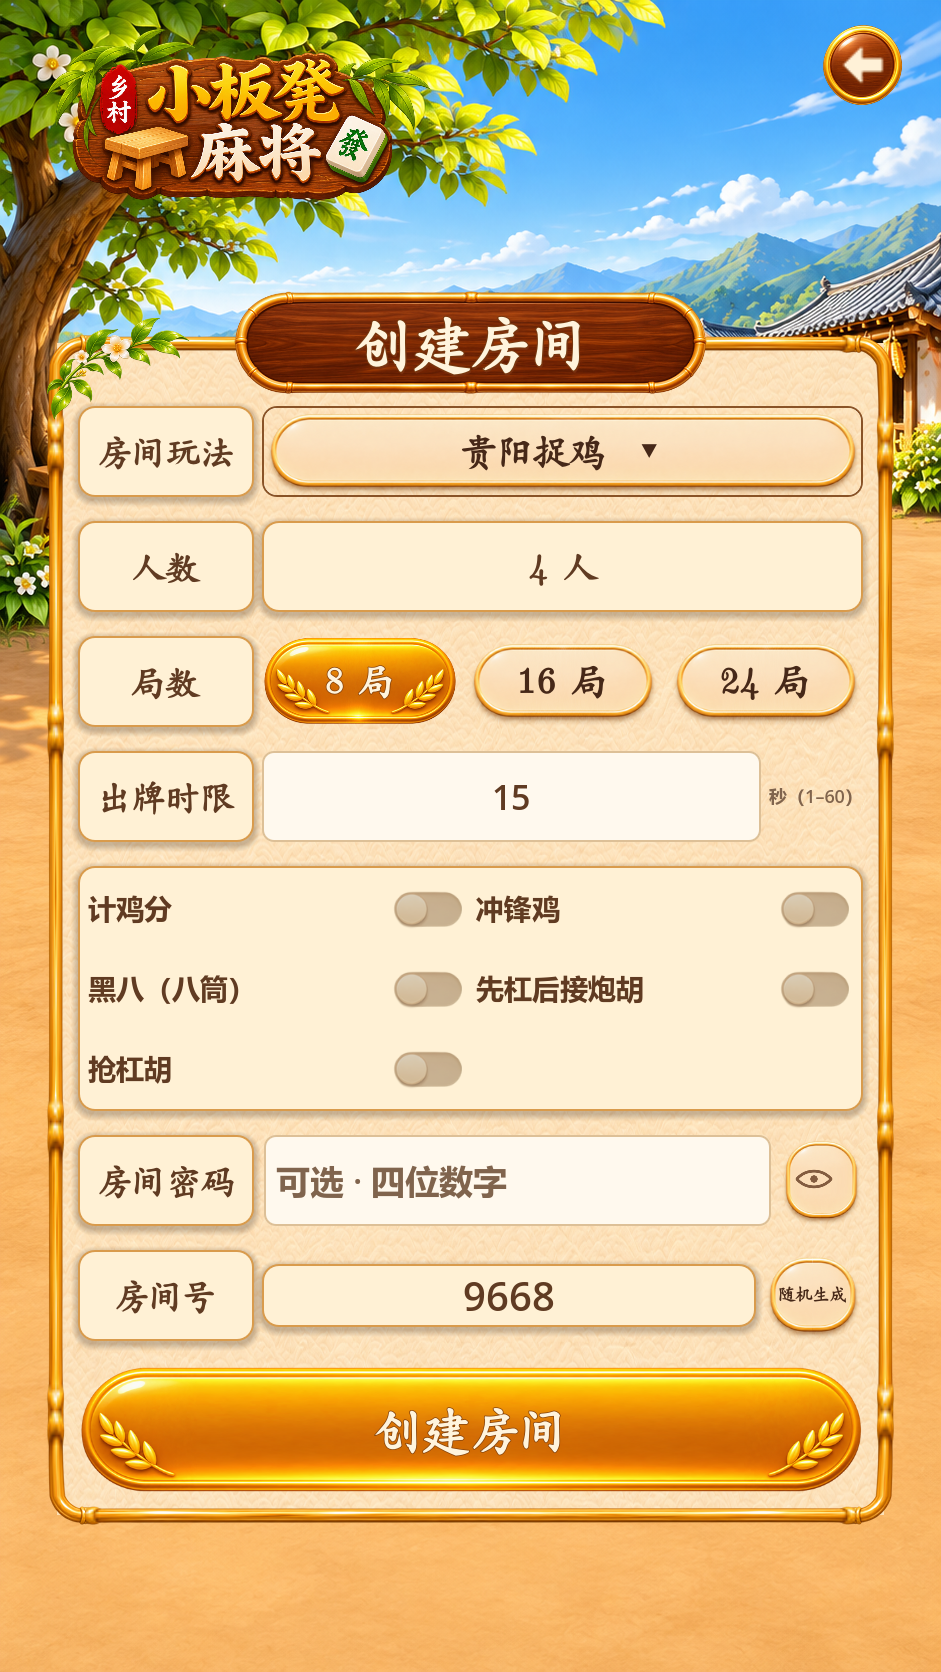 乡村
小板凳
麻将
發
创建房间
房间玩法 贵阳捉鸡 ▼
人数 4 人
局数 8 局 16 局 24 局
出牌时限 15 秒（1–60）
计鸡分 冲锋鸡
黑八（八筒） 先杠后接炮胡
抢杠胡
房间密码 可选 · 四位数字
房间号 9668 随机生成
创建房间